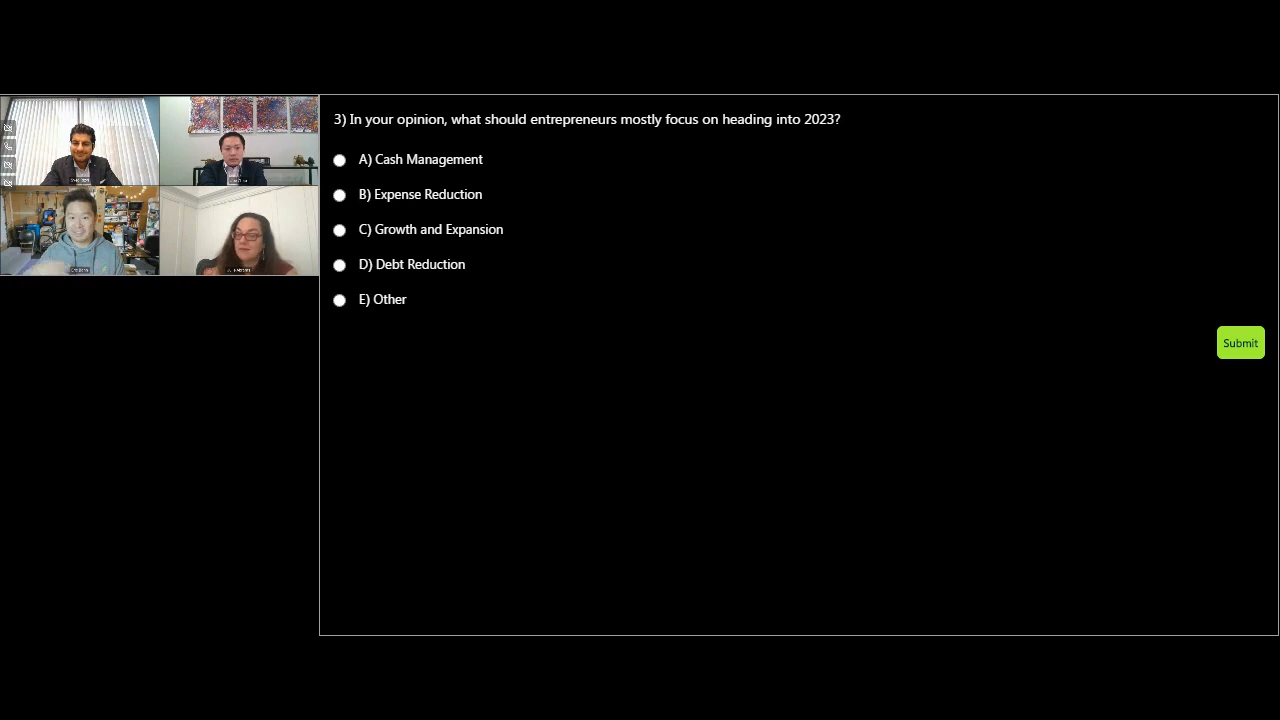 3) In your opinion, what should entrepreneurs mostly focus on heading into 2023?
A) Cash Management
B) Expense Reduction
C) Growth and Expansion
D) Debt Reduction
E) Other
Submit